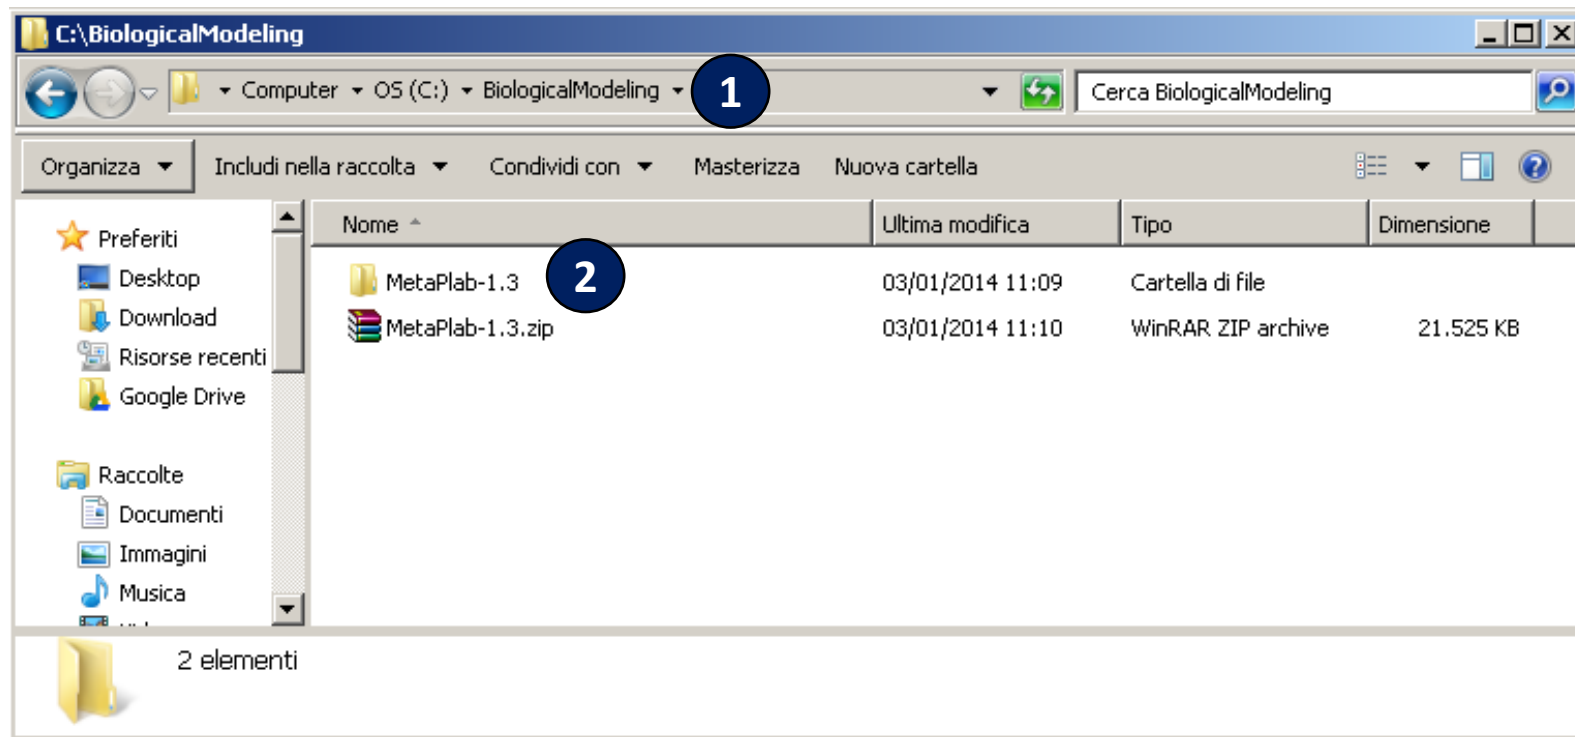 C:\BiologicalModeling
Computer OS (C:) BiologicalModeling 1 Cerca BiologicalModeling
Organizza Includi nella raccolta Condividi con Masterizza Nuova cartella
Preferiti
Desktop
Download
Risorse recenti
Google Drive
Raccolte
Documenti
Immagini
Musica
Nome Ultima modifica Tipo Dimensione
2
MetaPlab-1.3 03/01/2014 11:09 Cartella di file
MetaPlab-1.3.zip 03/01/2014 11:10 WinRAR ZIP archive 21.525 KB
2 elementi